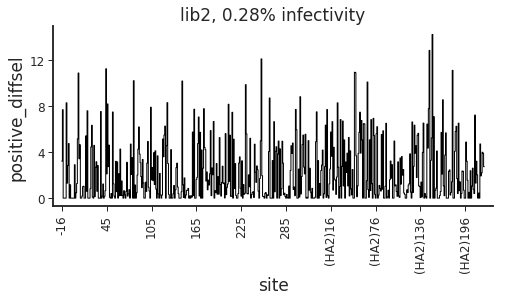 lib2, 0.28% infectivity
positive_diffsel
12
8
4
0
-16
45
105
165
225
285
(HA2)16
(HA2)76
(HA2)136
(HA2)196
site